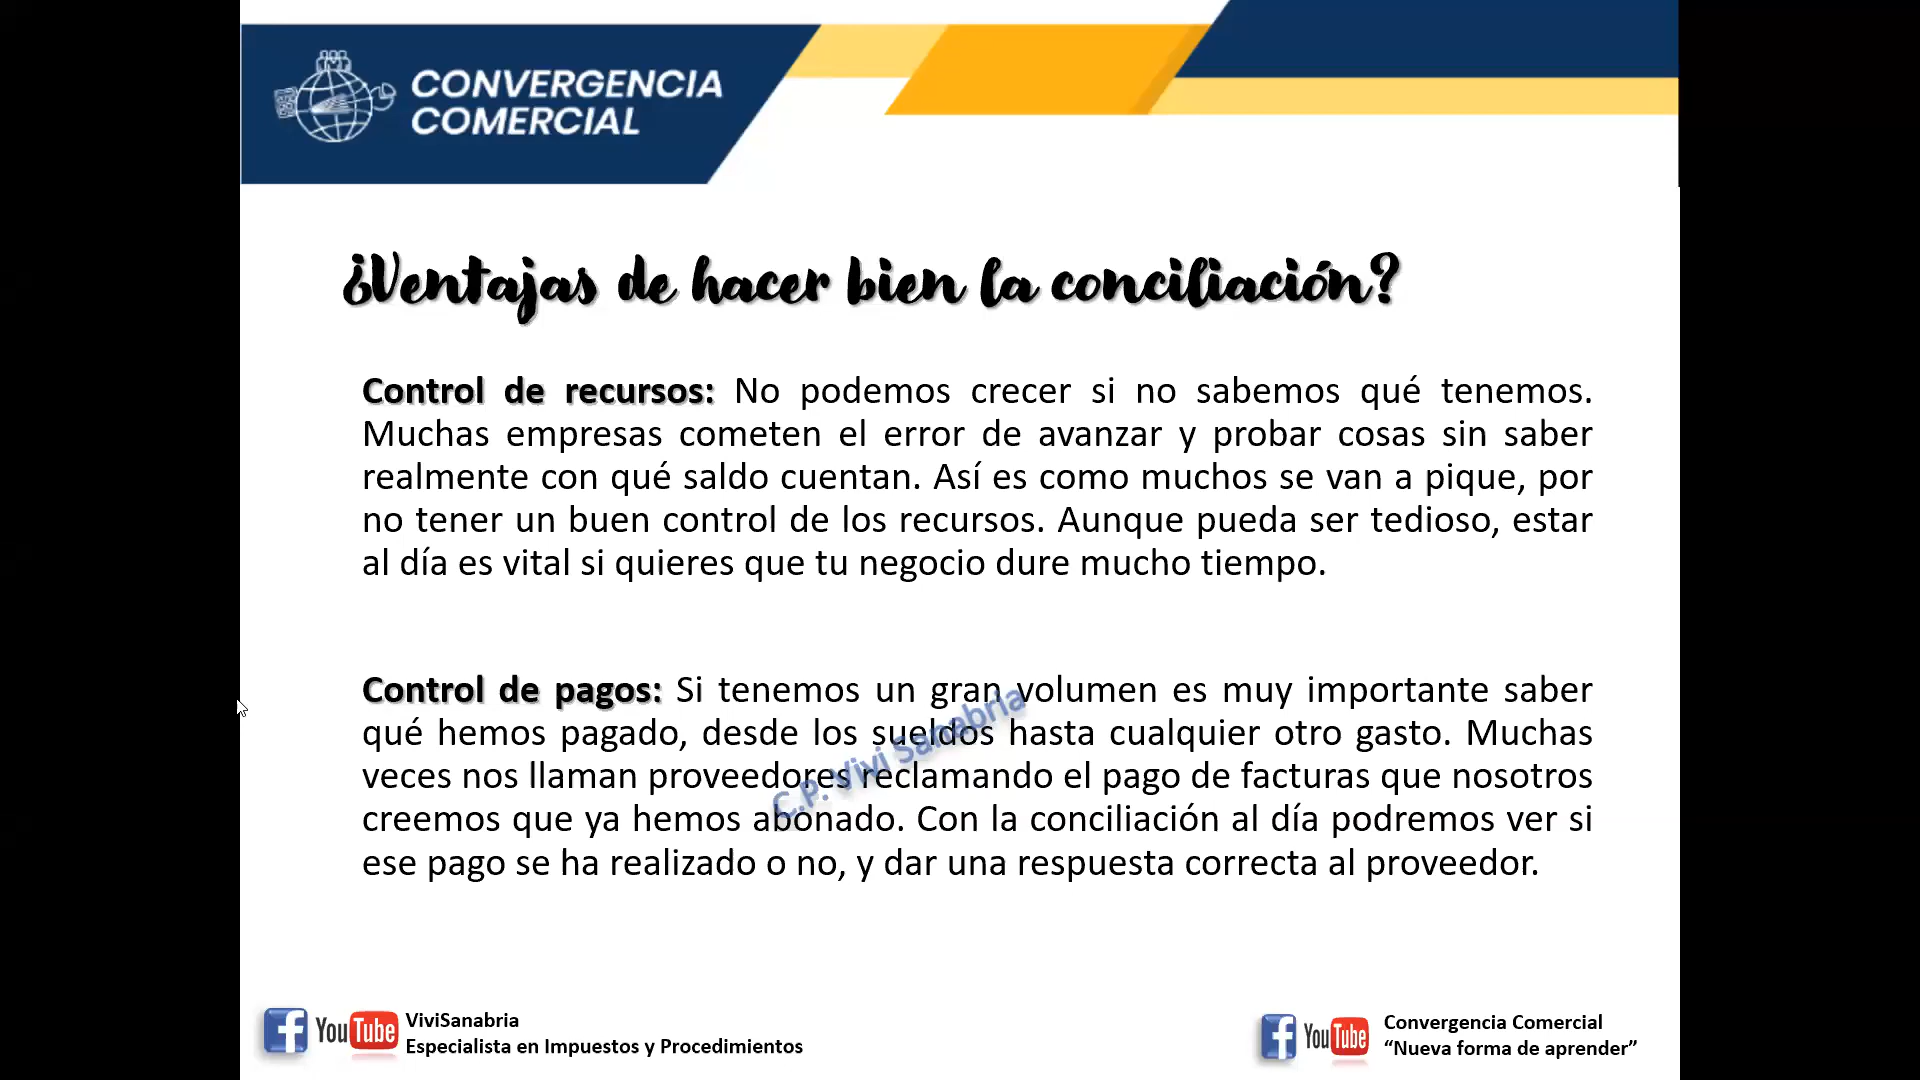 CONVERGENCIA
COMERCIAL
¿Ventajas de hacer bien la conciliación?
Control de recursos: No podemos crecer si no sabemos qué tenemos.
Muchas empresas cometen el error de avanzar y probar cosas sin saber
realmente con qué saldo cuentan. Así es como muchos se van a pique, por
no tener un buen control de los recursos. Aunque pueda ser tedioso, estar
al día es vital si quieres que tu negocio dure mucho tiempo.
Control de pagos: Si tenemos un gran volumen es muy importante saber
qué hemos pagado, desde los sueldos hasta cualquier otro gasto. Muchas
veces nos llaman proveedores reclamando el pago de facturas que nosotros
creemos que ya hemos abonado. Con la conciliación al día podremos ver si
ese pago se ha realizado o no, y dar una respuesta correcta al proveedor.
C.P. Vivi Sanabria
f YouTube ViviSanabria
Especialista en Impuestos y Procedimientos
f YouTube Convergencia Comercial
“Nueva forma de aprender”